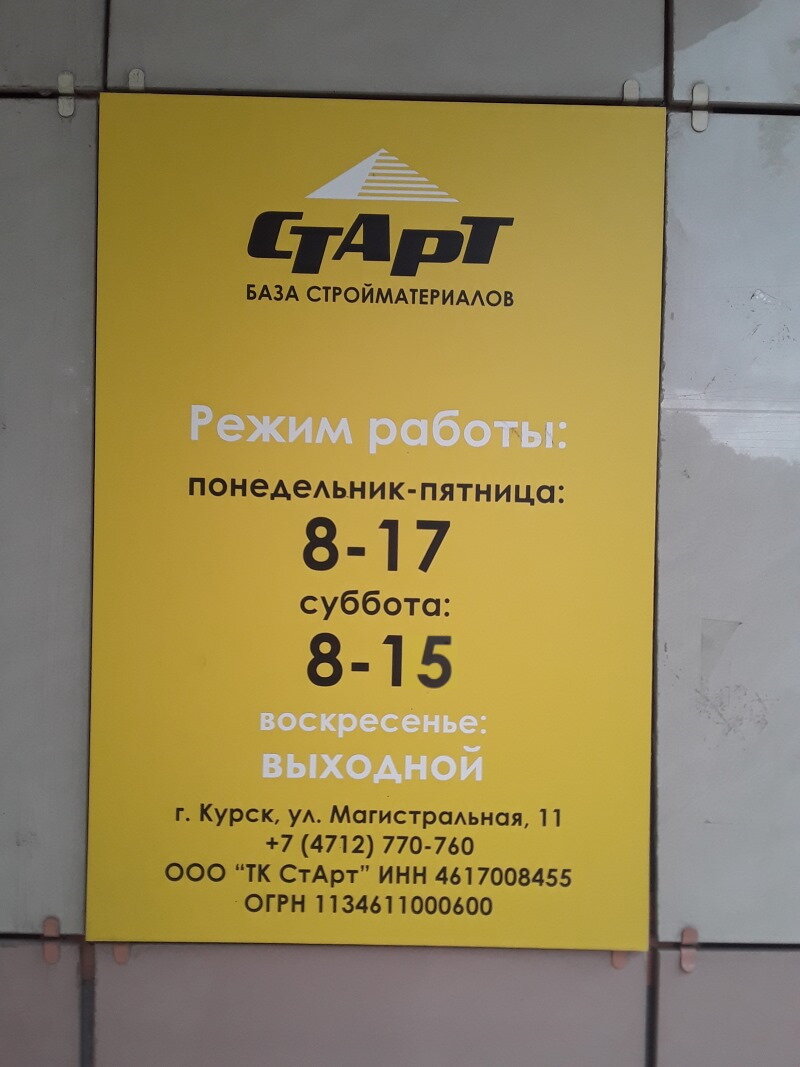 СтАрт
БАЗА СТРОЙМАТЕРИАЛОВ
Режим работы:
понедельник-пятница:
8-17
суббота:
8-15
воскресенье:
выходной
г. Курск, ул. Магистральная, 11
+7 (4712) 770-760
ООО “ТК СтАрт” ИНН 4617008455
ОГРН 1134611000600